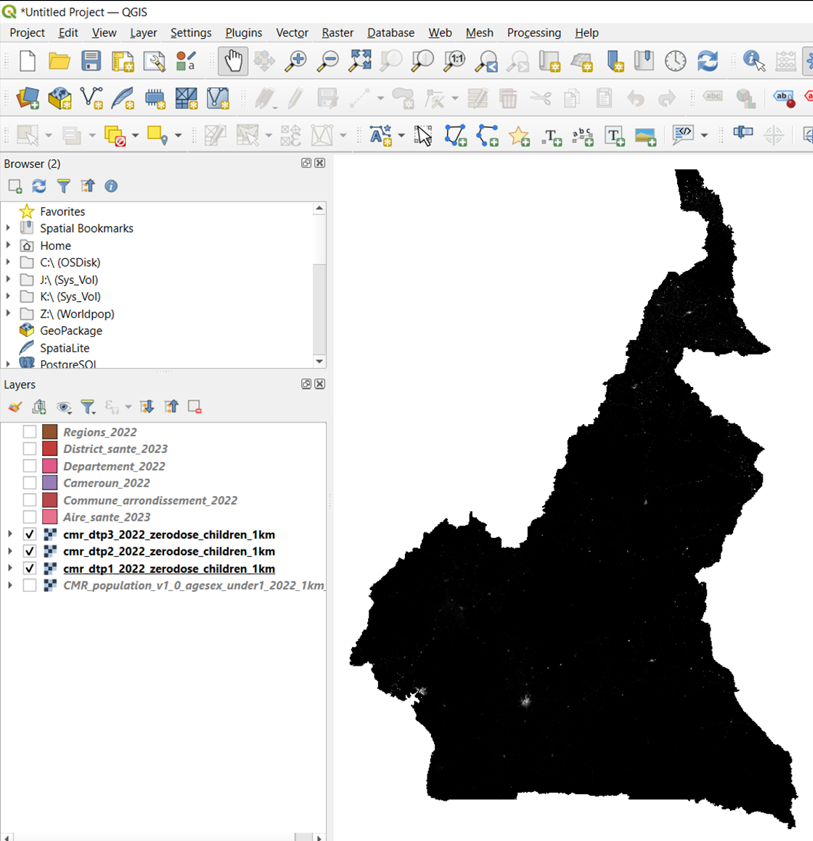 *Untitled Project — QGIS
Project Edit View Layer Settings Plugins Vector Raster Database Web Mesh Processing Help
Browser (2)
Favorites
Spatial Bookmarks
Home
C:\ (OSDisk)
J:\ (Sys_Vol)
K:\ (Sys_Vol)
Z:\ (Worldpop)
GeoPackage
SpatiaLite
PostgreSQL
Layers
Regions_2022
District_sante_2023
Departement_2022
Cameroun_2022
Commune_arrondissement_2022
Aire_sante_2023
cmr_dtp3_2022_zerodose_children_1km
cmr_dtp2_2022_zerodose_children_1km
cmr_dtp1_2022_zerodose_children_1km
CMR_population_v1_0_agesex_under1_2022_1km_